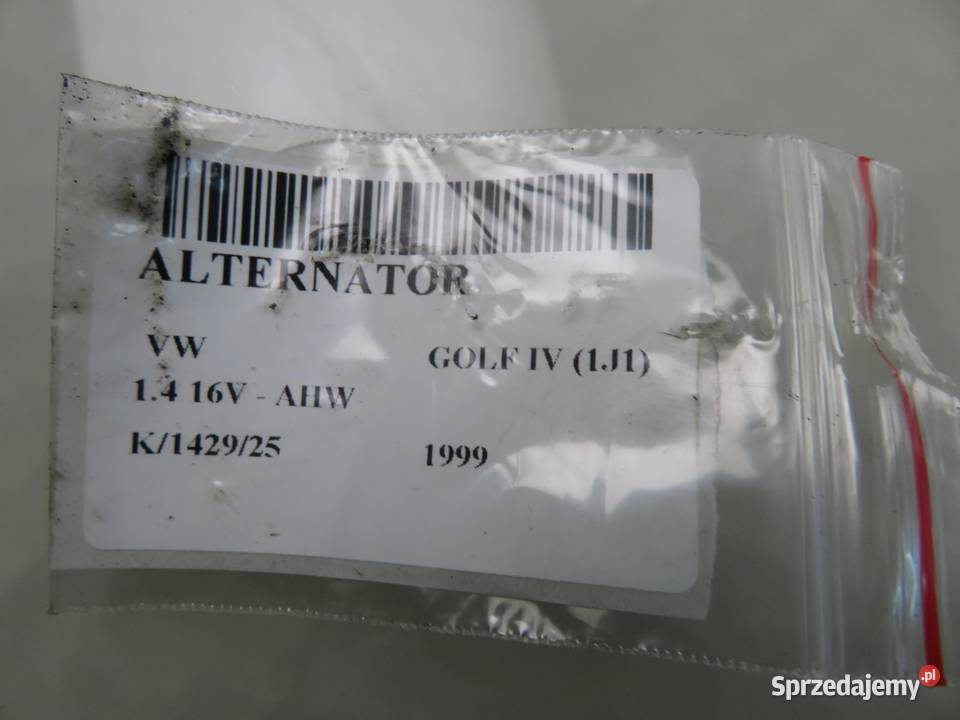 ALTERNATOR
VW GOLF IV (1J1)
1.4 16V - AHW
K/1429/25 1999
Sprzedajemy.pl